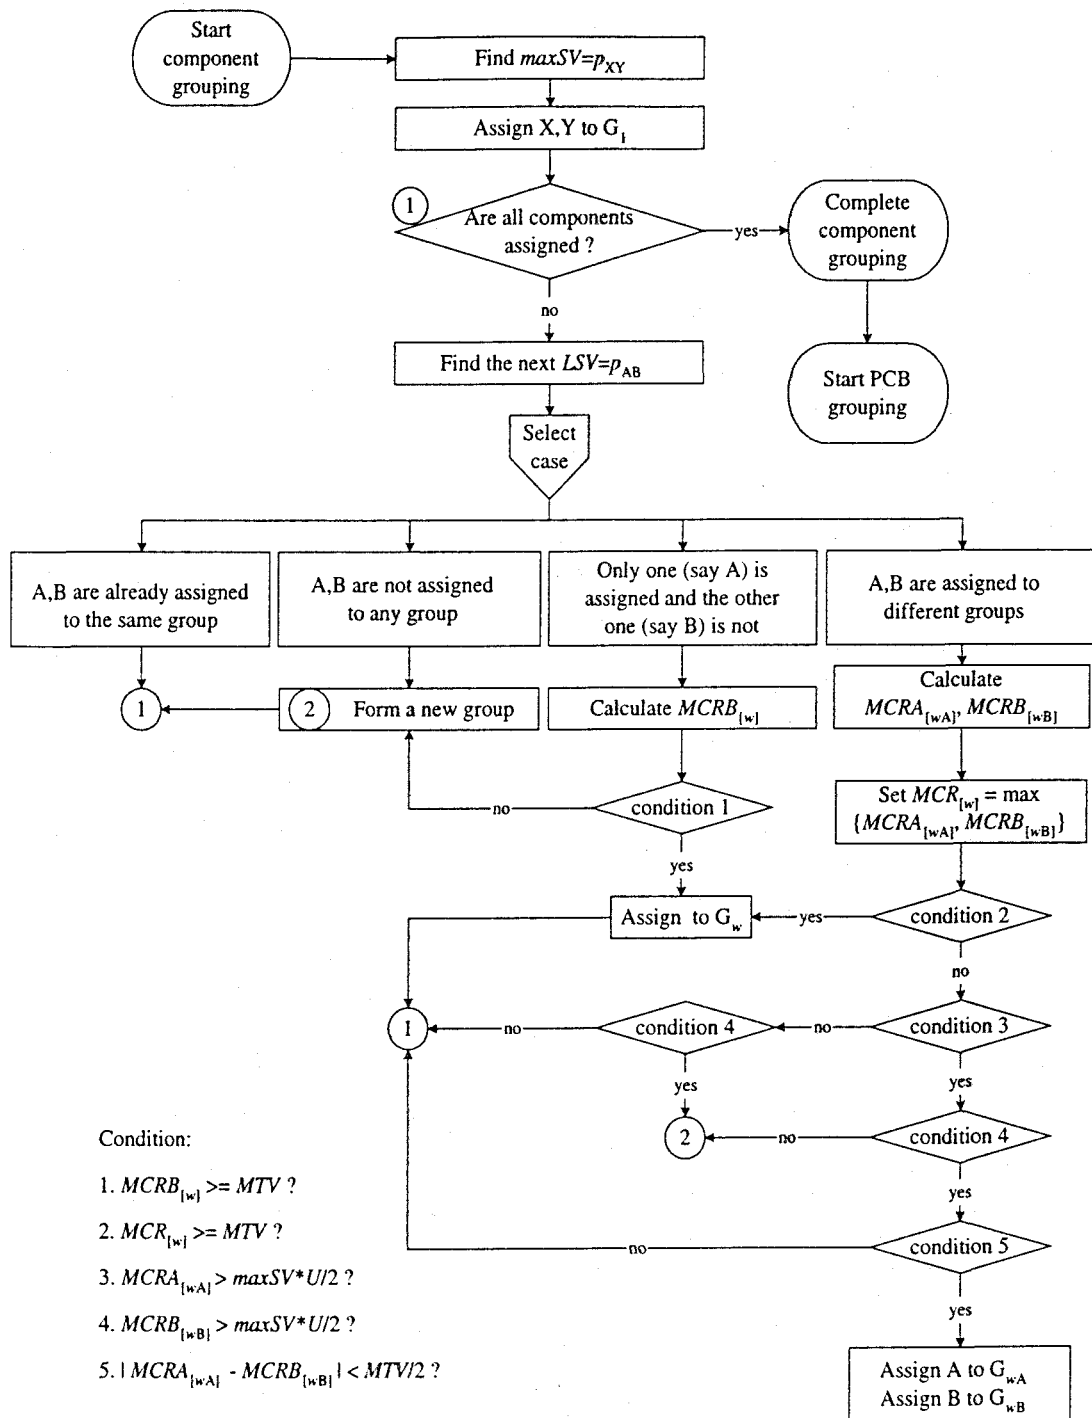 Start
component
grouping
Find maxSV=p_XY
Assign X,Y to G_1
1
Are all components
assigned ?
yes
Complete
component
grouping
no
Find the next LSV=p_AB
Start PCB
grouping
Select
case
A,B are already assigned
to the same group
A,B are not assigned
to any group
Only one (say A) is
assigned and the other
one (say B) is not
A,B are assigned to
different groups
1
2
Form a new group
Calculate MCRB_[w]
Calculate
MCRA_[wA], MCRB_[wB]
no
condition 1
Set MCR_[w] = max
{MCRA_[wA], MCRB_[wB]}
yes
Assign to G_w
yes
condition 2
no
1
no
condition 4
no
condition 3
yes
yes
2
no
condition 4
yes
no
condition 5
yes
Assign A to G_wA
Assign B to G_wB
Condition:
1. MCRB_[w] >= MTV ?
2. MCR_[w] >= MTV ?
3. MCRA_[wA] > maxSV*U/2 ?
4. MCRB_[wB] > maxSV*U/2 ?
5. | MCRA_[wA] - MCRB_[wB] | < MTV/2 ?